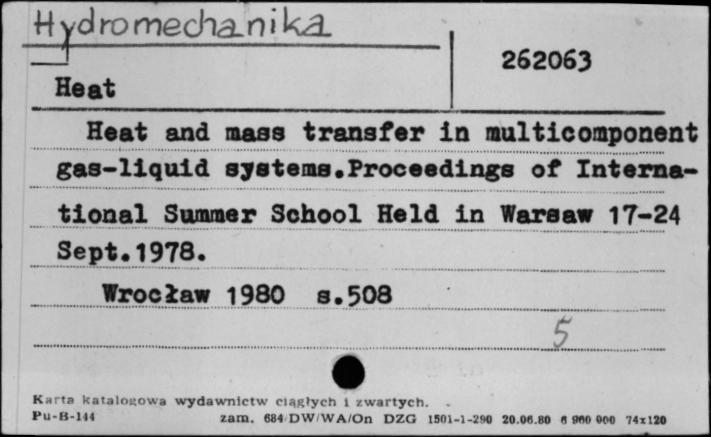 Hydromechanika
262063
Heat
Heat and mass transfer in multicomponent
gas-liquid systems.Proceedings of Interna-
tional Summer School Held in Warsaw 17-24
Sept.1978.
Wrocław 1980 s.508
5
Karta katalogowa wydawnictw ciągłych i zwartych.
Pu-B-144 zam. 684/DW/WA/On DZG 1501-1-290 20.06.80 6 960 000 74x120